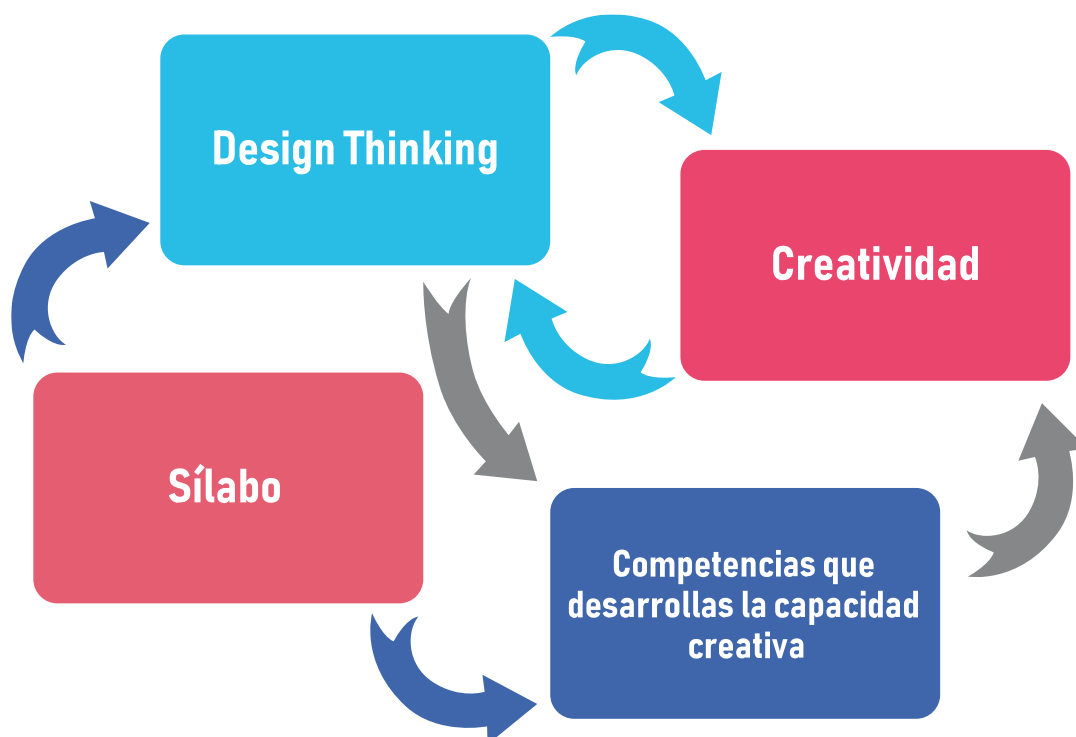 Design Thinking
Creatividad
Sílabo
Competencias que
desarrollas la capacidad
creativa